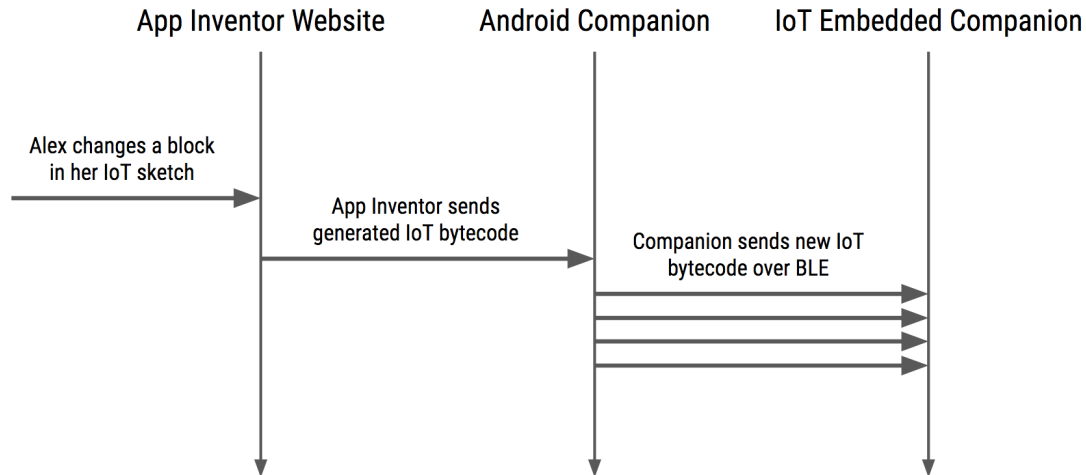 App Inventor Website
Android Companion
IoT Embedded Companion
Alex changes a block
in her IoT sketch
App Inventor sends
generated IoT bytecode
Companion sends new IoT
bytecode over BLE